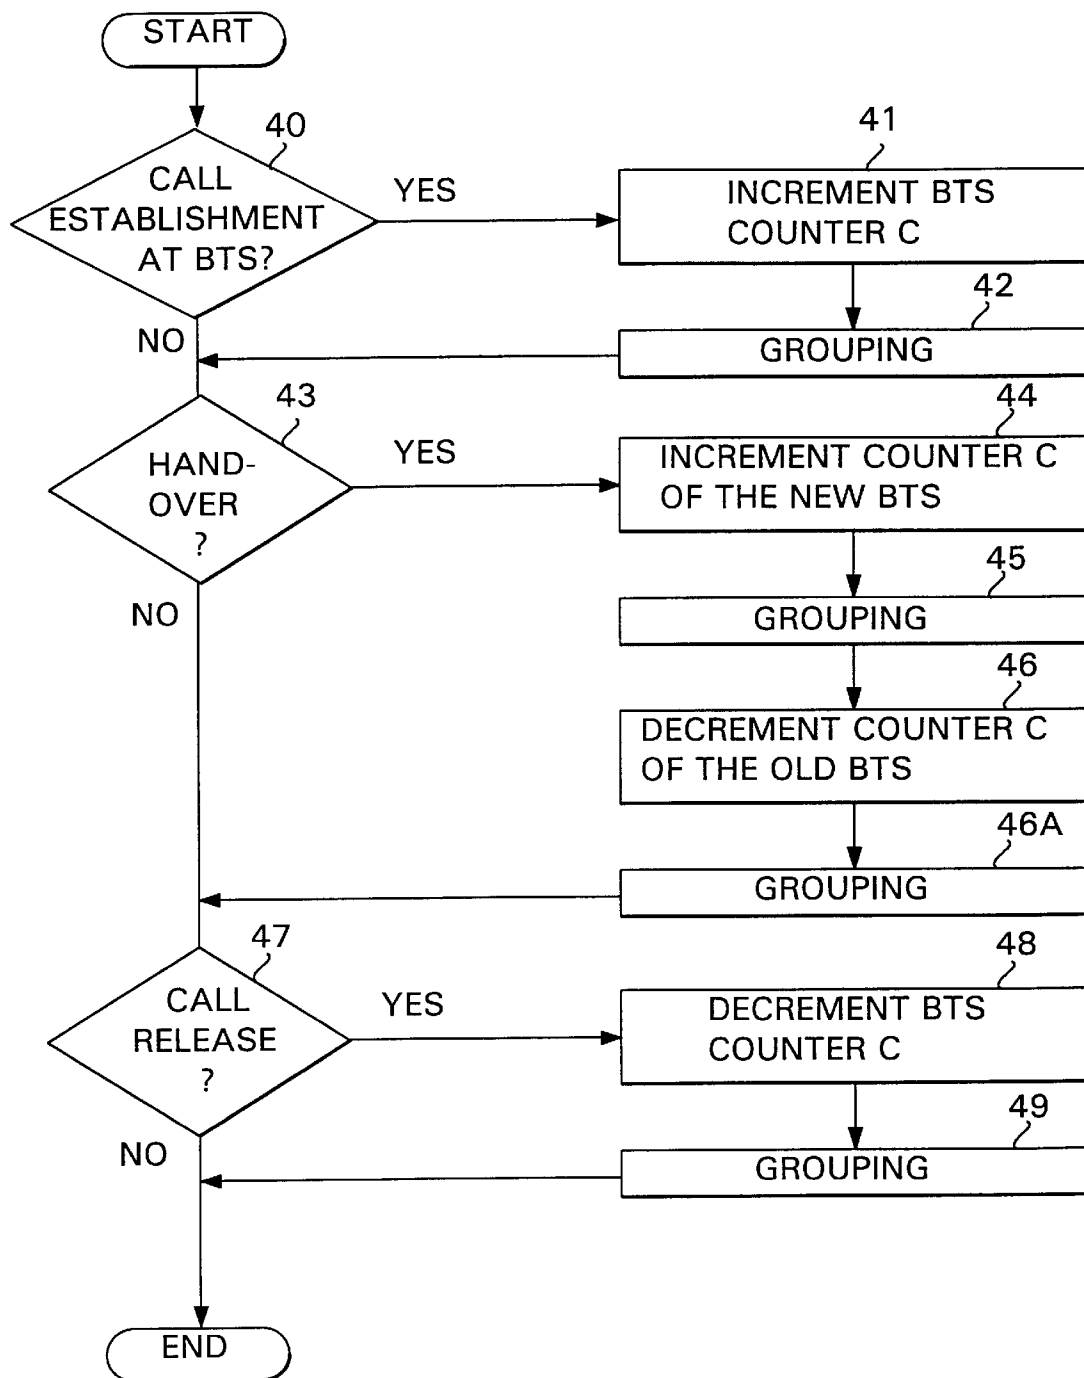 START
40
CALL
ESTABLISHMENT
AT BTS?
YES
41
INCREMENT BTS
COUNTER C
NO
42
GROUPING
43
HAND-
OVER
?
YES
44
INCREMENT COUNTER C
OF THE NEW BTS
NO
45
GROUPING
46
DECREMENT COUNTER C
OF THE OLD BTS
46A
GROUPING
47
CALL
RELEASE
?
YES
48
DECREMENT BTS
COUNTER C
NO
49
GROUPING
END